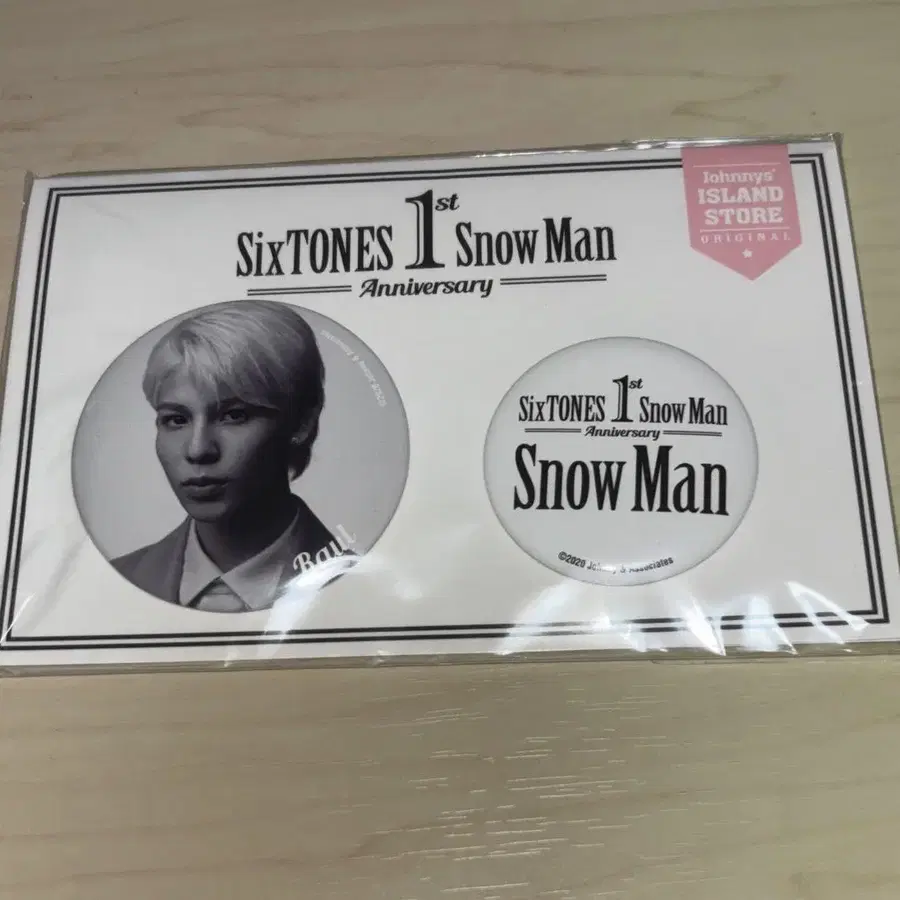 Johnnys'
ISLAND
STORE
ORIGINAL
SixTONES 1st Snow Man
Anniversary
Raul
SixTONES 1st Snow Man
Anniversary
Snow Man
©2020 Johnny & Associates